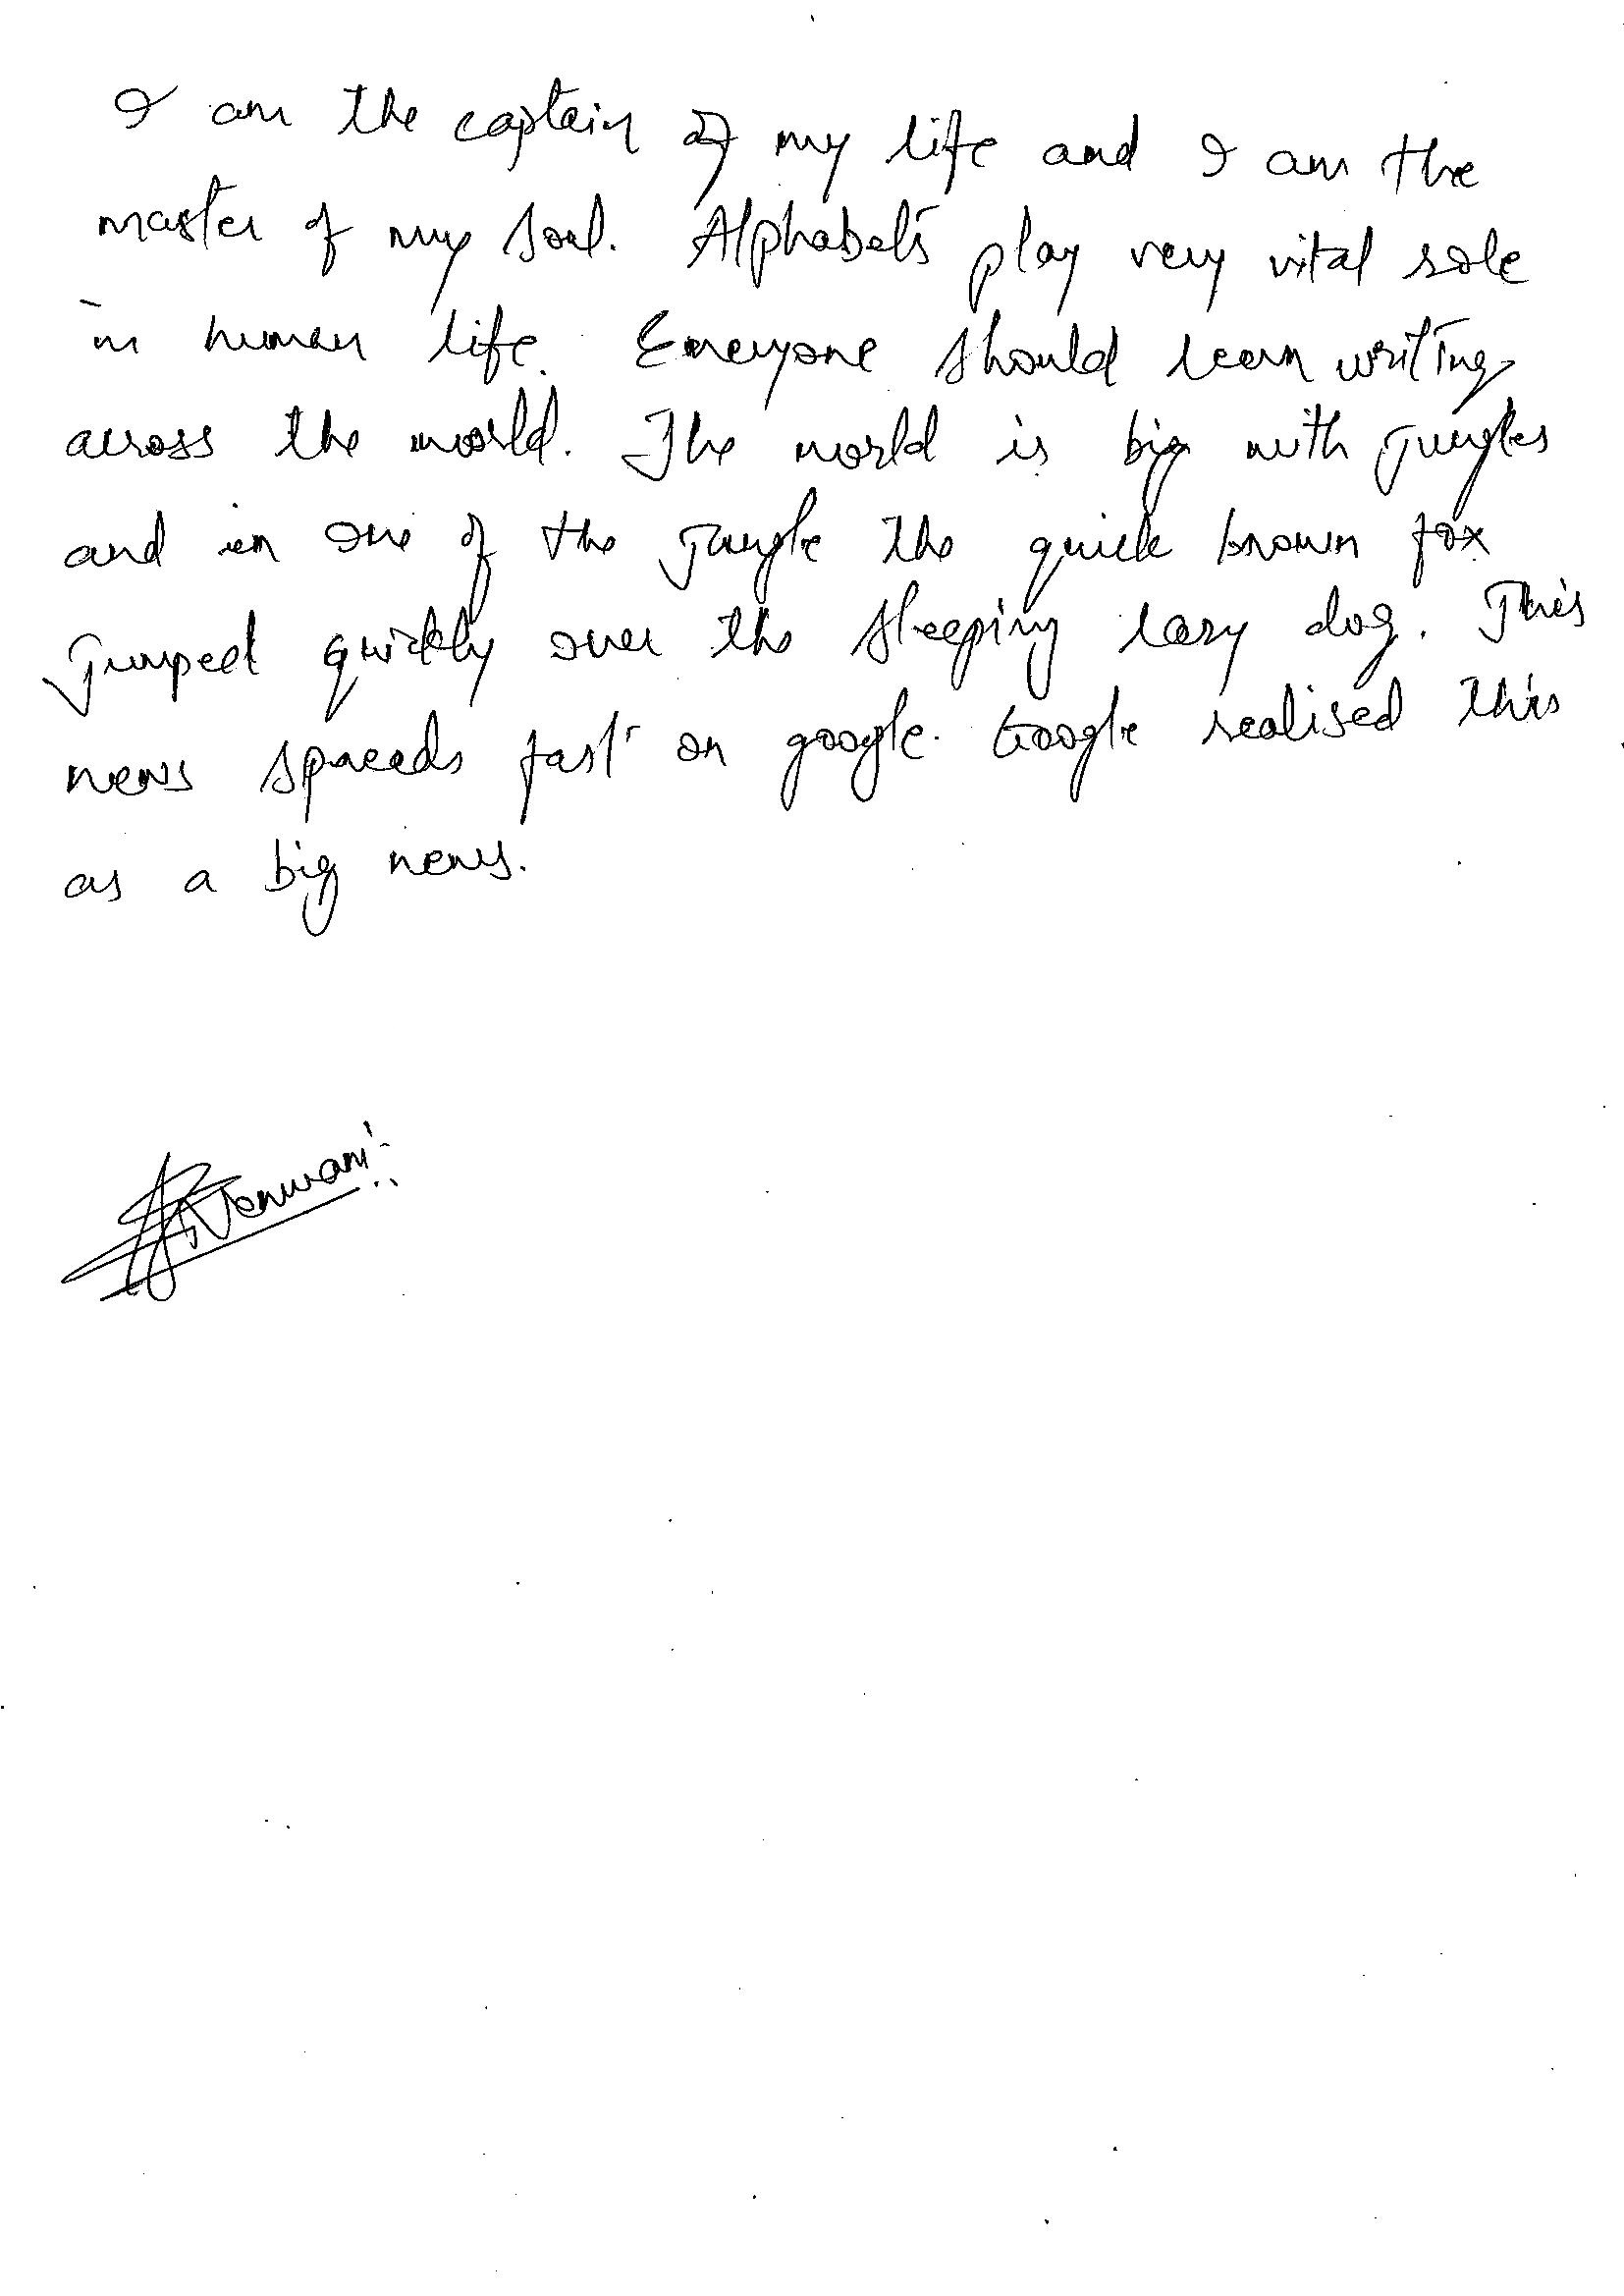 I am the captain of my life and I am the
master of my soul. Alphabets play very vital role
in human life. Everyone should learn writing
across the world. The world is big with jungles
and in one of the jungle the quick brown fox
jumped quickly over the sleeping lazy dog. This
news spreads fast on google. Google realised this
as a big news.